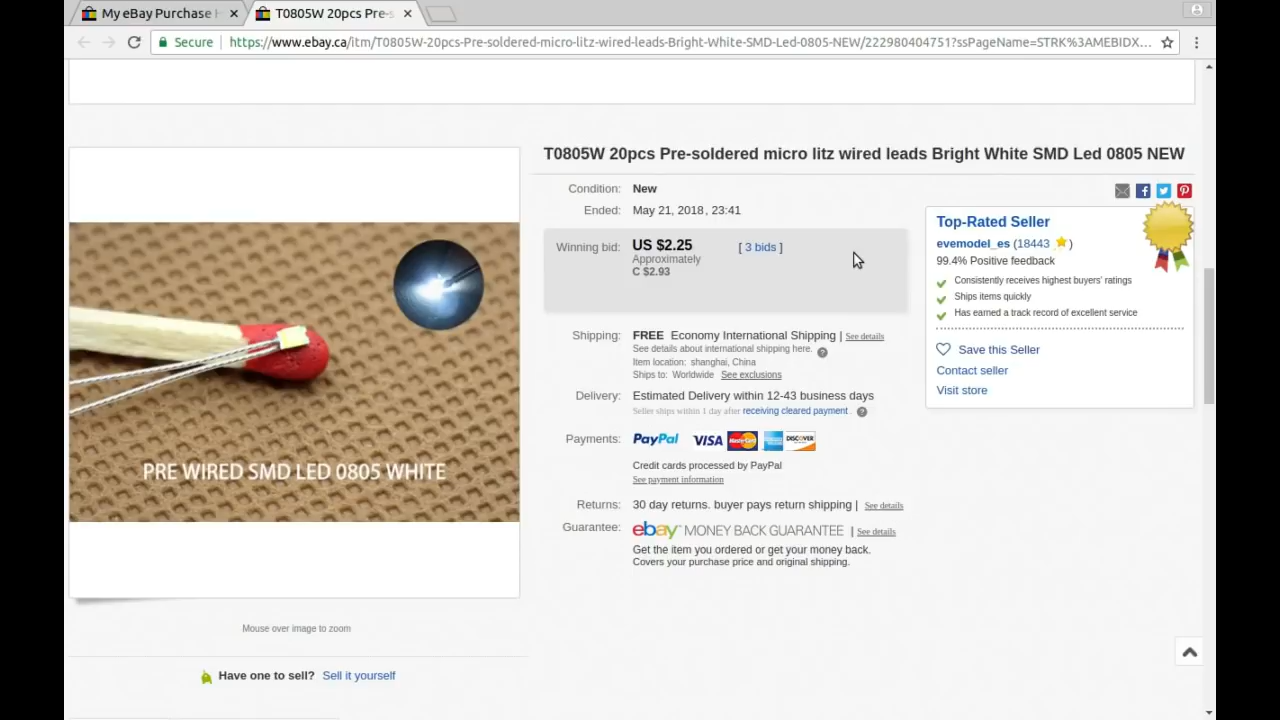 My eBay Purchase H
T0805W 20pcs Pre-s
Secure
https://www.ebay.ca/itm/T0805W-20pcs-Pre-soldered-micro-litz-wired-leads-Bright-White-SMD-Led-0805-NEW/222980404751?ssPageName=STRK%3AMEBIDX...
T0805W 20pcs Pre-soldered micro litz wired leads Bright White SMD Led 0805 NEW
Condition: New
Ended: May 21, 2018 , 23:41
Winning bid: US $2.25 [ 3 bids ]
Approximately
C $2.93
Shipping: FREE Economy International Shipping | See details
See details about international shipping here. ?
Item location: shanghai, China
Ships to: Worldwide See exclusions
Delivery: Estimated Delivery within 12-43 business days
Seller ships within 1 day after receiving cleared payment . ?
Payments: PayPal VISA MasterCard AMERICAN EXPRESS DISCOVER
Credit cards processed by PayPal
See payment information
Returns: 30 day returns. buyer pays return shipping | See details
Guarantee: ebay MONEY BACK GUARANTEE | See details
Get the item you ordered or get your money back.
Covers your purchase price and original shipping.
Top-Rated Seller
evemodel_es (18443 )
99.4% Positive feedback
Consistently receives highest buyers' ratings
Ships items quickly
Has earned a track record of excellent service
Save this Seller
Contact seller
Visit store
PRE WIRED SMD LED 0805 WHITE
Mouse over image to zoom
Have one to sell? Sell it yourself